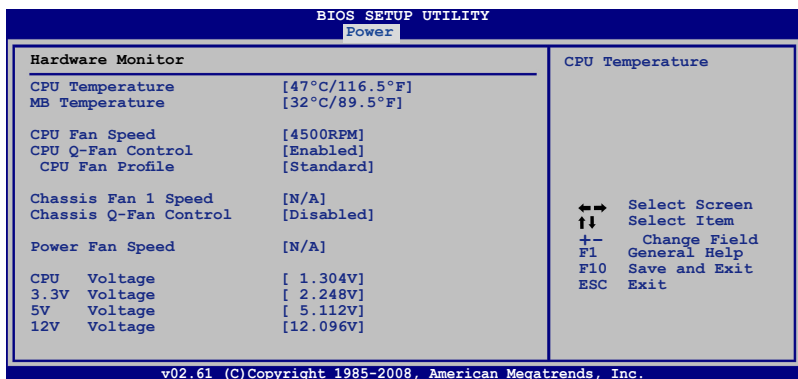 BIOS SETUP UTILITY
Power
Hardware Monitor
CPU Temperature [47°C/116.5°F]
MB Temperature [32°C/89.5°F]
CPU Fan Speed [4500RPM]
CPU Q-Fan Control [Enabled]
CPU Fan Profile [Standard]
Chassis Fan 1 Speed [N/A]
Chassis Q-Fan Control [Disabled]
Power Fan Speed [N/A]
CPU Voltage [ 1.304V]
3.3V Voltage [ 2.248V]
5V Voltage [ 5.112V]
12V Voltage [12.096V]
CPU Temperature
←→ Select Screen
↑↓ Select Item
+- Change Field
F1 General Help
F10 Save and Exit
ESC Exit
v02.61 (C)Copyright 1985-2008, American Megatrends, Inc.